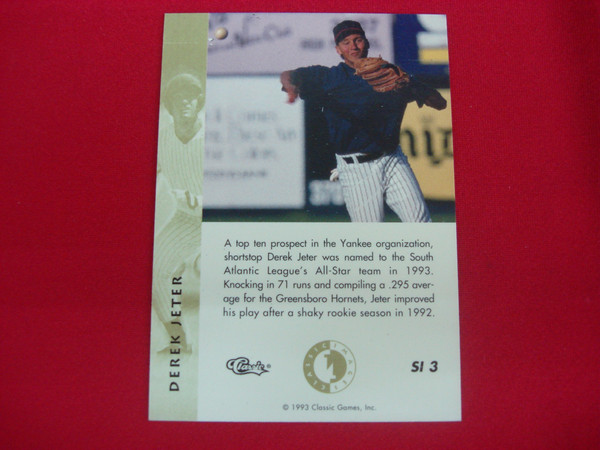 A top ten prospect in the Yankee organization,
shortstop Derek Jeter was named to the South
Atlantic League's All-Star team in 1993.
Knocking in 71 runs and compiling a .295 aver-
age for the Greensboro Hornets, Jeter improved
his play after a shaky rookie season in 1992.
DEREK JETER
Classic®
CLASSIC IMAGES
SI 3
© 1993 Classic Games, Inc.